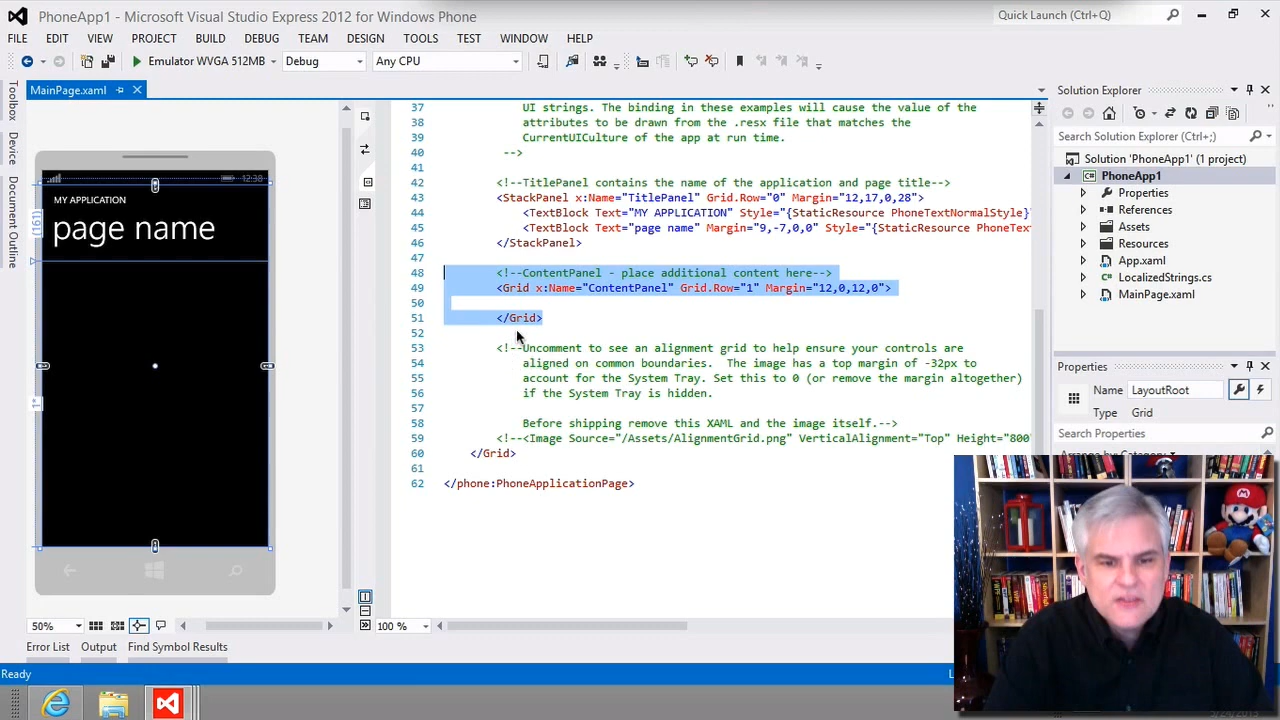 PhoneApp1 - Microsoft Visual Studio Express 2012 for Windows Phone
Quick Launch (Ctrl+Q)
FILE EDIT VIEW PROJECT BUILD DEBUG TEAM DESIGN TOOLS TEST WINDOW HELP
Emulator WVGA 512MB Debug Any CPU
Toolbox
Device
Document Outline
MainPage.xaml
12:38
MY APPLICATION
page name
(161)
1*
37 UI strings. The binding in these examples will cause the value of the
38 attributes to be drawn from the .resx file that matches the
39 CurrentUICulture of the app at run time.
40 -->
41
42 <!--TitlePanel contains the name of the application and page title-->
43 <StackPanel x:Name="TitlePanel" Grid.Row="0" Margin="12,17,0,28">
44 <TextBlock Text="MY APPLICATION" Style="{StaticResource PhoneTextNormalStyle}
45 <TextBlock Text="page name" Margin="9,-7,0,0" Style="{StaticResource PhoneTex
46 </StackPanel>
47
48 <!--ContentPanel - place additional content here-->
49 <Grid x:Name="ContentPanel" Grid.Row="1" Margin="12,0,12,0">
50
51 </Grid>
52
53 <!--Uncomment to see an alignment grid to help ensure your controls are
54 aligned on common boundaries. The image has a top margin of -32px to
55 account for the System Tray. Set this to 0 (or remove the margin altogether)
56 if the System Tray is hidden.
57
58 Before shipping remove this XAML and the image itself.-->
59 <!--<Image Source="/Assets/AlignmentGrid.png" VerticalAlignment="Top" Height="800
60 </Grid>
61
62 </phone:PhoneApplicationPage>
50%
100 %
Error List Output Find Symbol Results
Ready
Solution Explorer
Search Solution Explorer (Ctrl+;)
Solution 'PhoneApp1' (1 project)
PhoneApp1
Properties
References
Assets
Resources
App.xaml
LocalizedStrings.cs
MainPage.xaml
Properties
Name LayoutRoot
Type Grid
Search Properties